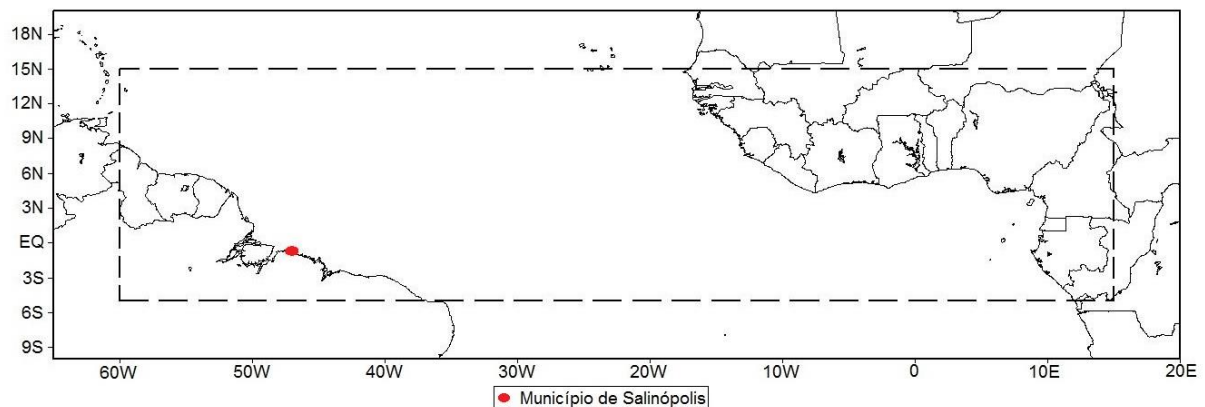 18N
15N
12N
9N
6N
3N
EQ
3S
6S
9S
60W 50W 40W 30W 20W 10W 0 10E 20E
Município de Salinópolis